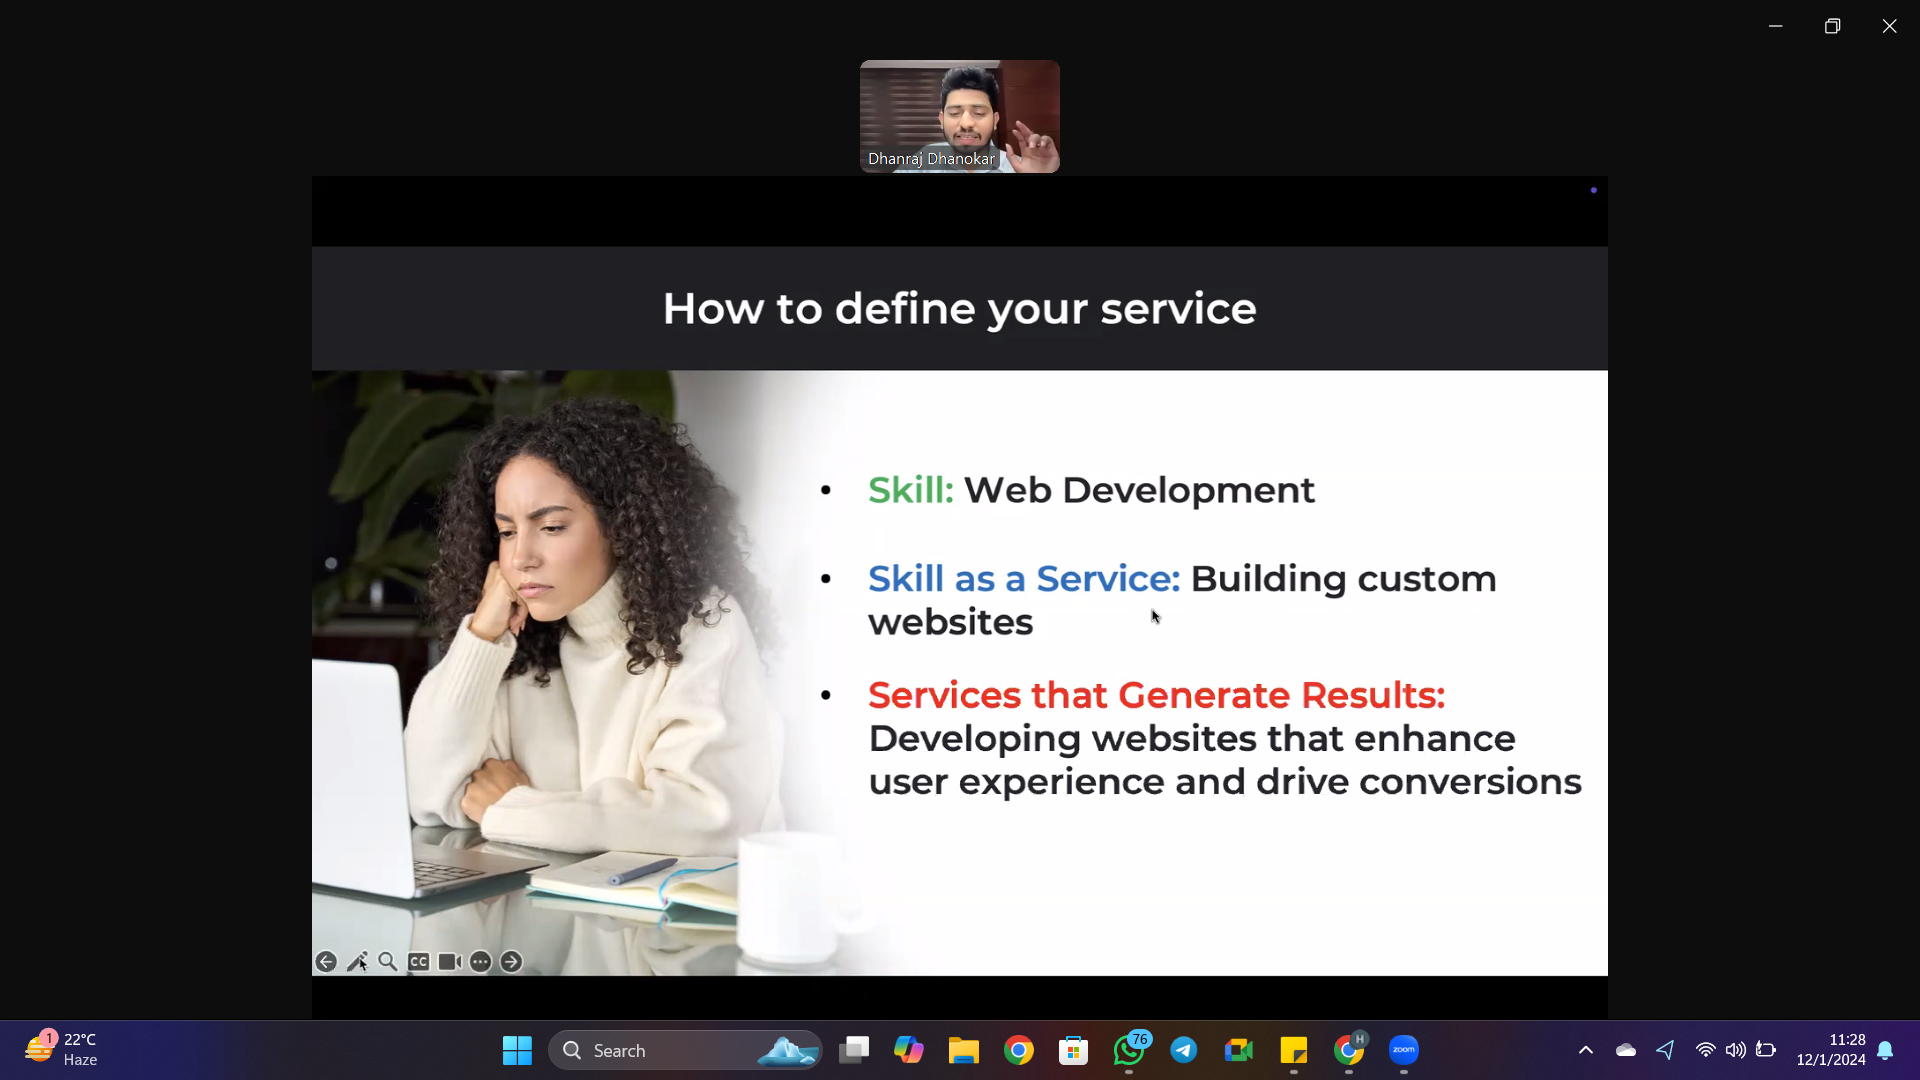 Dhanraj Dhanokar
How to define your service
• Skill: Web Development
• Skill as a Service: Building custom
websites
• Services that Generate Results:
Developing websites that enhance
user experience and drive conversions
CC
1
22°C
Haze
Search
76
H
zoom
11:28
12/1/2024